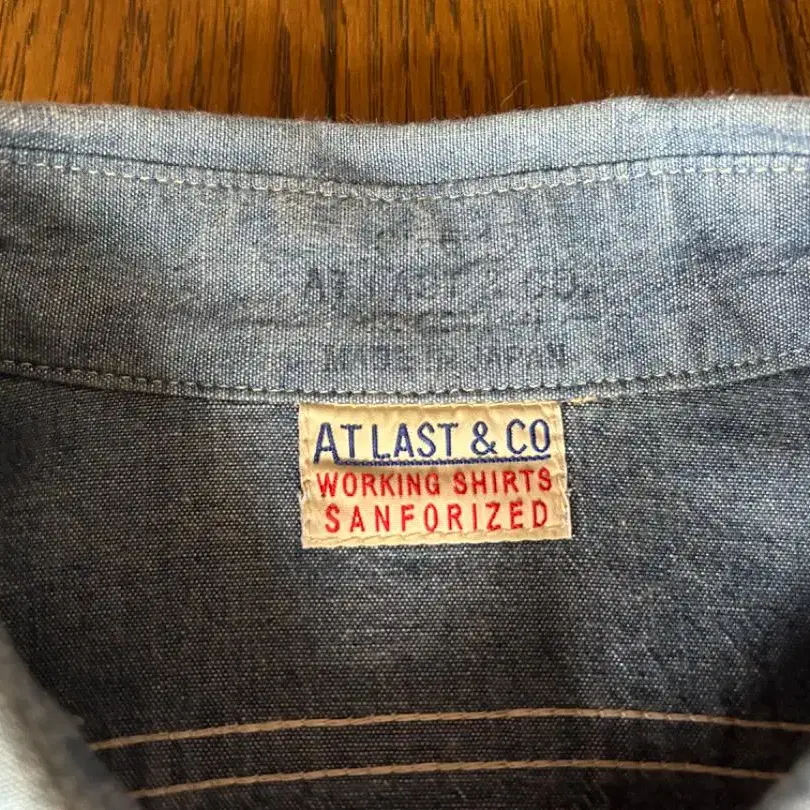 AT LAST & CO.
MADE IN JAPAN
AT LAST & CO
WORKING SHIRTS
SANFORIZED